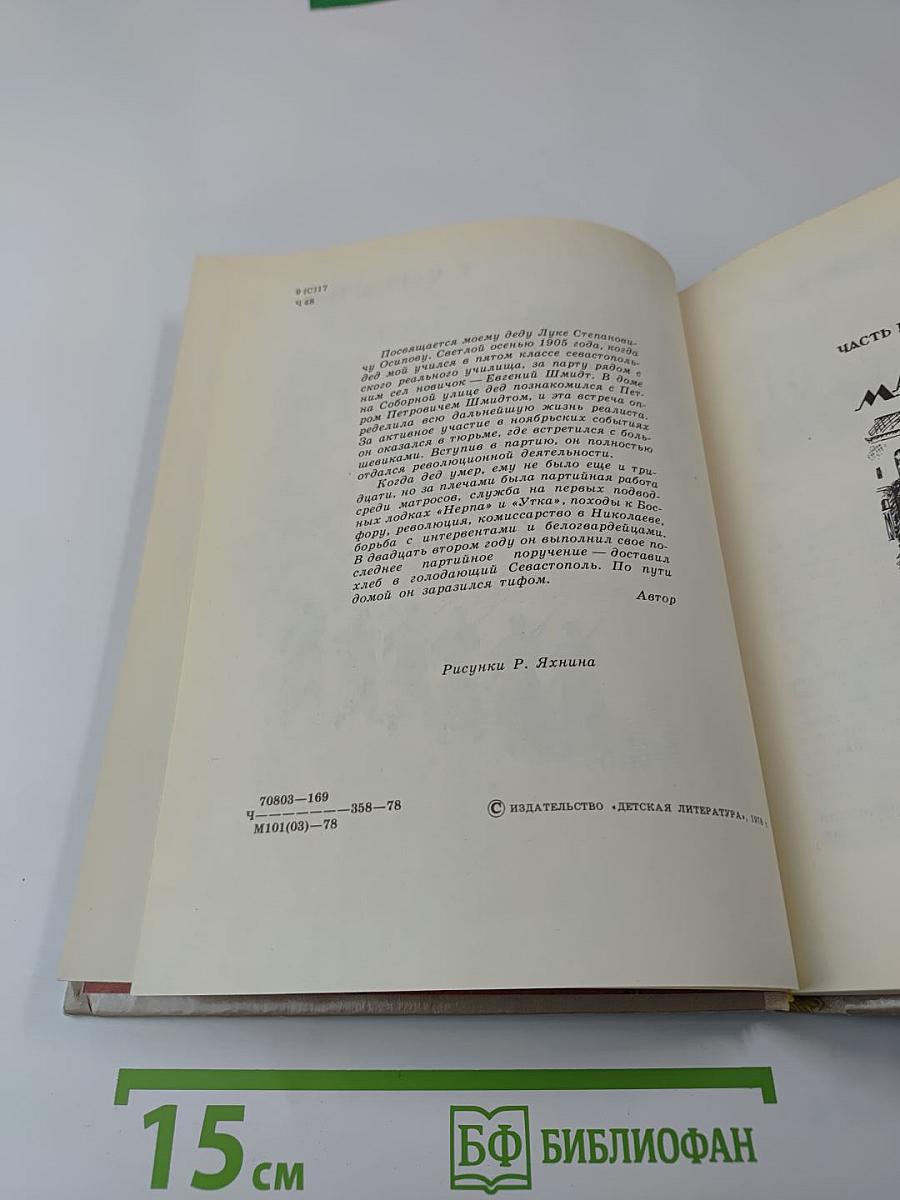 9 (С)17
Ч 48
Посвящается моему деду Луке Степанови-
чу Осипову. Светлой осенью 1905 года, когда
дед мой учился в пятом классе севастополь-
ского реального училища, за парту рядом с
ним сел новичок — Евгений Шмидт. В доме
на Соборной улице дед познакомился с Пет-
ром Петровичем Шмидтом, и эта встреча оп-
ределила всю дальнейшую жизнь реалиста.
За активное участие в ноябрьских событиях
он оказался в тюрьме, где встретился с боль-
шевиками. Вступив в партию, он полностью
отдался революционной деятельности.
Когда дед умер, ему не было еще и три-
дцати, но за плечами была партийная работа
среди матросов, служба на первых подвод-
ных лодках «Нерпа» и «Утка», походы к Бос-
фору, революция, комиссарство в Николаеве,
борьба с интервентами и белогвардейцами.
В двадцать втором году он выполнил свое по-
следнее партийное поручение — доставил
хлеб в голодающий Севастополь. По пути
домой он заразился тифом.
Автор
Рисунки Р. Яхнина
70803—169
Ч———————358—78
М101(03)—78
© ИЗДАТЕЛЬСТВО «ДЕТСКАЯ ЛИТЕРАТУРА», 1978 г.
ЧАСТЬ
МА
15 см
БФ БИБЛИОФАН